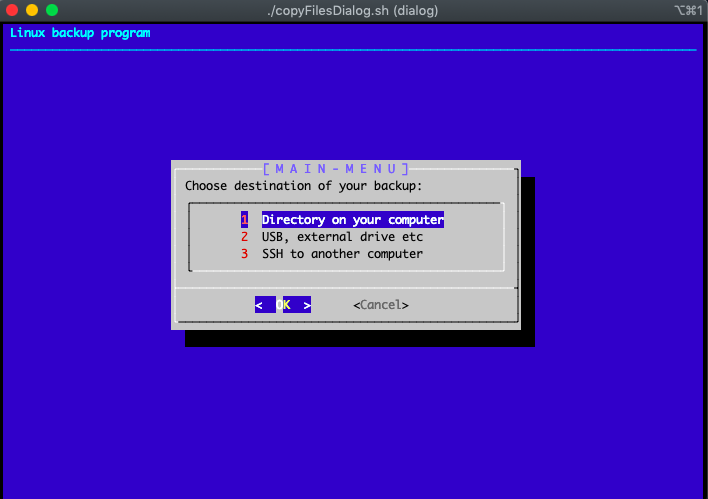 ./copyFilesDialog.sh (dialog)
⌥⌘1
Linux backup program
[ M A I N - M E N U ]
Choose destination of your backup:
1 Directory on your computer
2 USB, external drive etc
3 SSH to another computer
< OK > <Cancel>